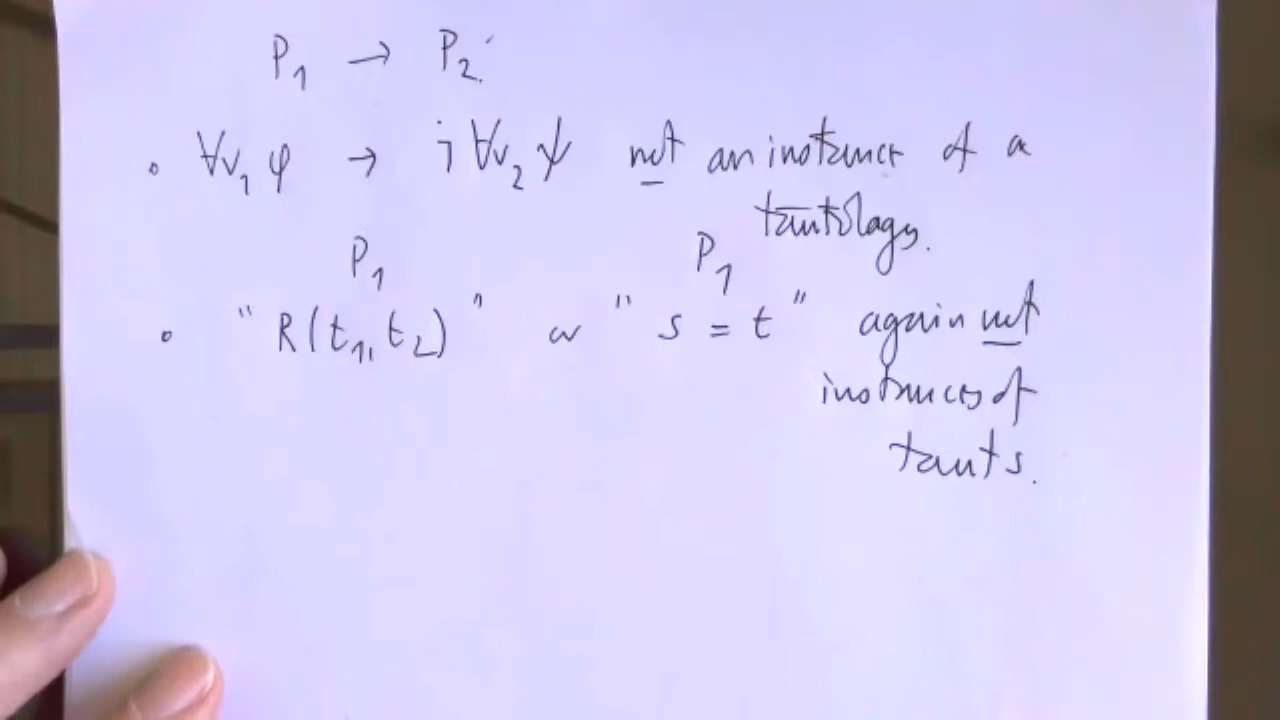 P₁ → P₂.
• ∀v₁ φ → ¬∀v₂ ψ not an instance of a
tautology.
P₁ P₁
• "R(t₁, t₂)" or "s = t" again not
instances of
tauts.